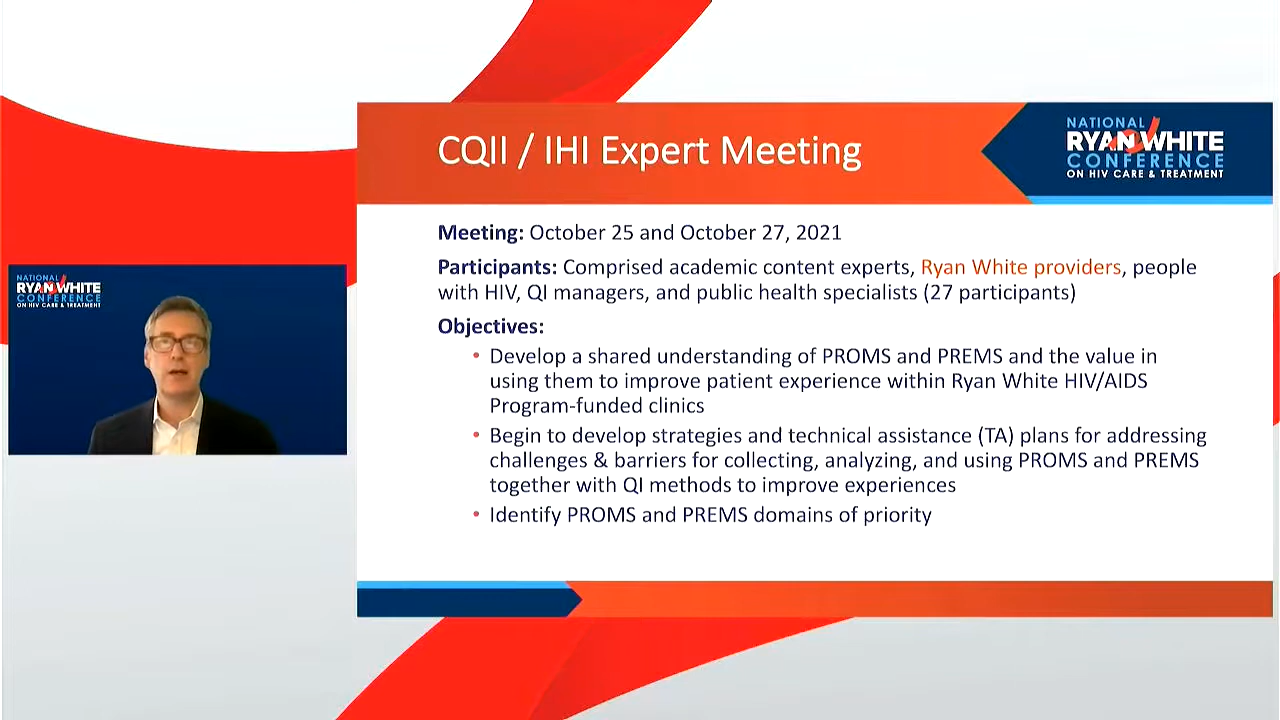 CQII / IHI Expert Meeting
NATIONAL
RYAN WHITE
CONFERENCE
ON HIV CARE & TREATMENT
Meeting: October 25 and October 27, 2021
Participants: Comprised academic content experts, Ryan White providers, people
with HIV, QI managers, and public health specialists (27 participants)
Objectives:
• Develop a shared understanding of PROMS and PREMS and the value in
using them to improve patient experience within Ryan White HIV/AIDS
Program-funded clinics
• Begin to develop strategies and technical assistance (TA) plans for addressing
challenges & barriers for collecting, analyzing, and using PROMS and PREMS
together with QI methods to improve experiences
• Identify PROMS and PREMS domains of priority
NATIONAL
RYAN WHITE
CONFERENCE
ON HIV CARE & TREATMENT